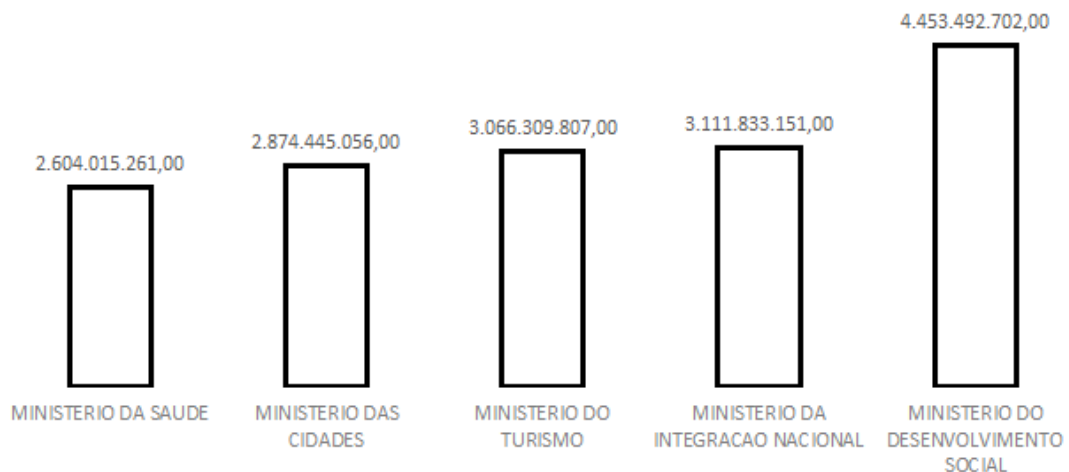 4.453.492.702,00
3.111.833.151,00
3.066.309.807,00
2.874.445.056,00
2.604.015.261,00
MINISTERIO DA SAUDE
MINISTERIO DAS
CIDADES
MINISTERIO DO
TURISMO
MINISTERIO DA
INTEGRACAO NACIONAL
MINISTERIO DO
DESENVOLVIMENTO
SOCIAL